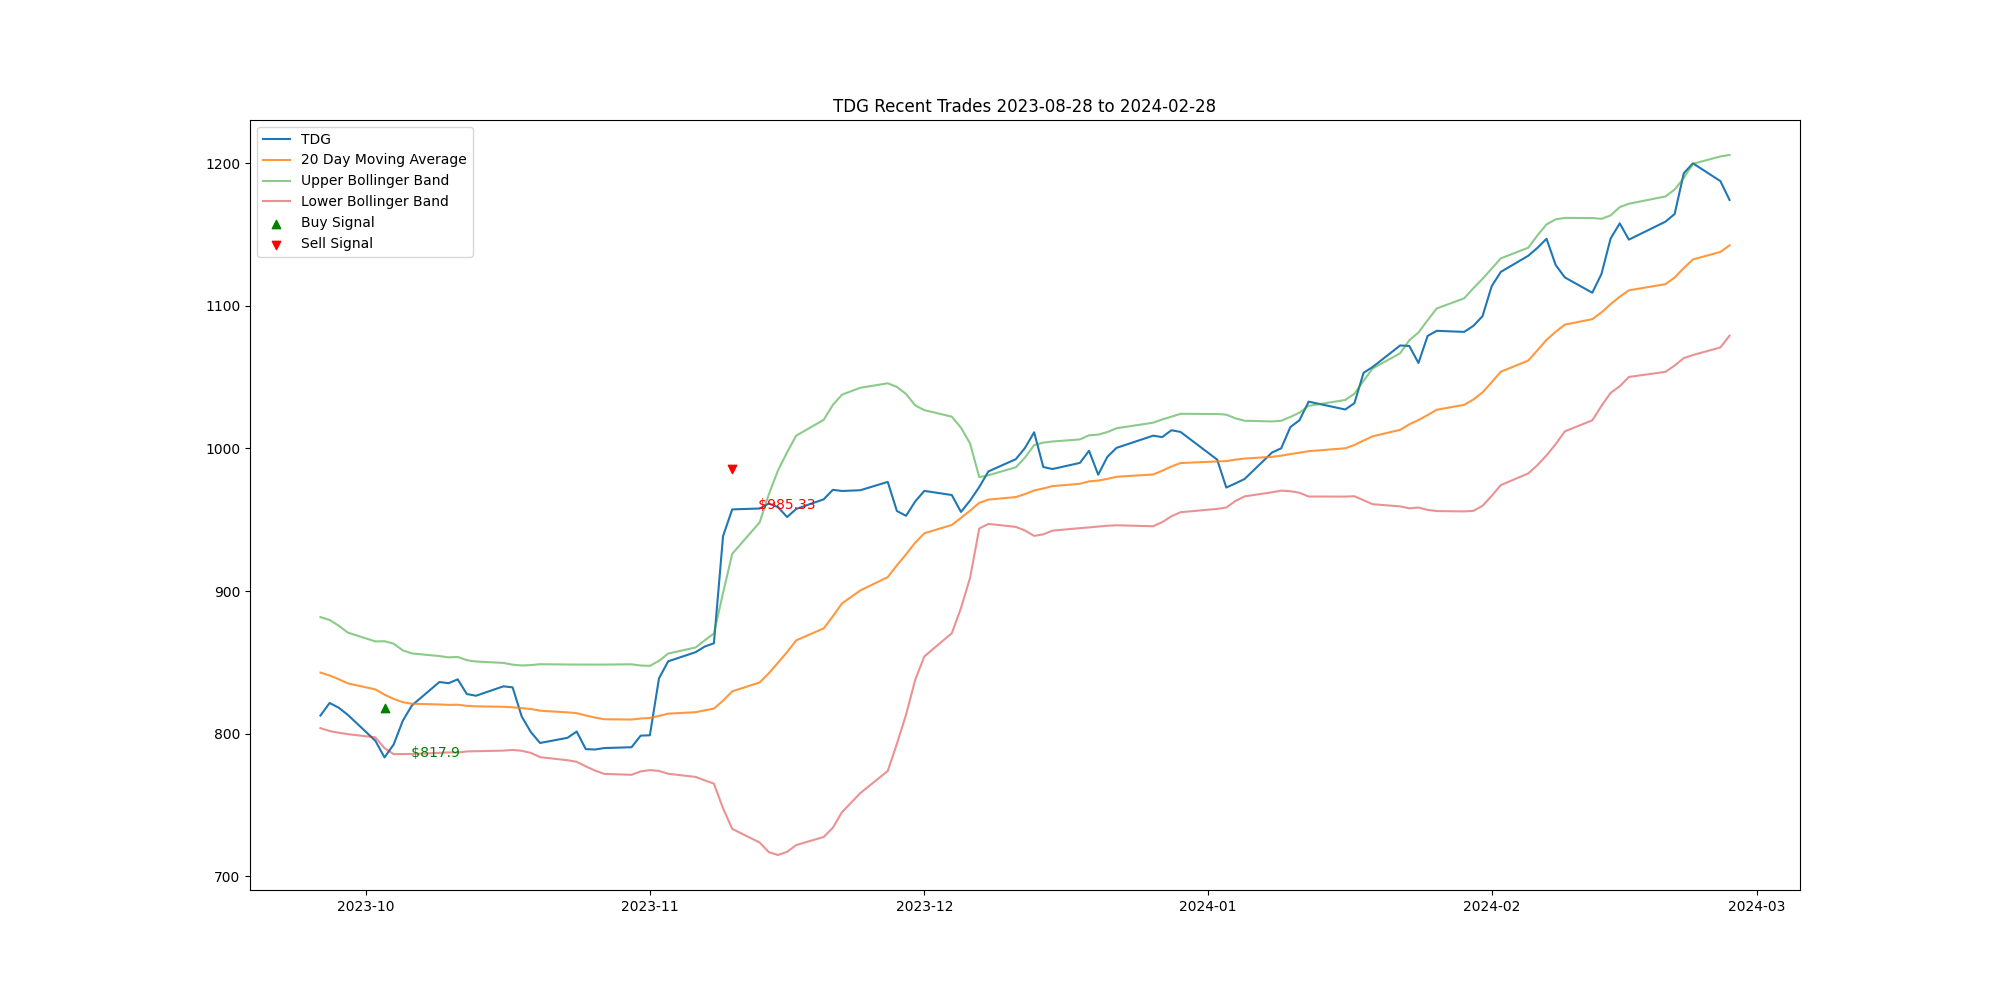 TDG Recent Trades 2023-08-28 to 2024-02-28
TDG
20 Day Moving Average
Upper Bollinger Band
Lower Bollinger Band
Buy Signal
Sell Signal
1200
1100
1000
900
800
700
$985.33
$817.9
2023-10
2023-11
2023-12
2024-01
2024-02
2024-03